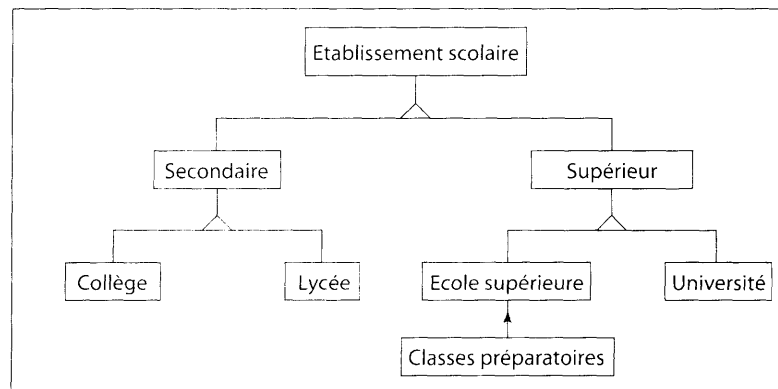 Etablissement scolaire
Secondaire
Supérieur
Collège
Lycée
Ecole supérieure
Université
Classes préparatoires